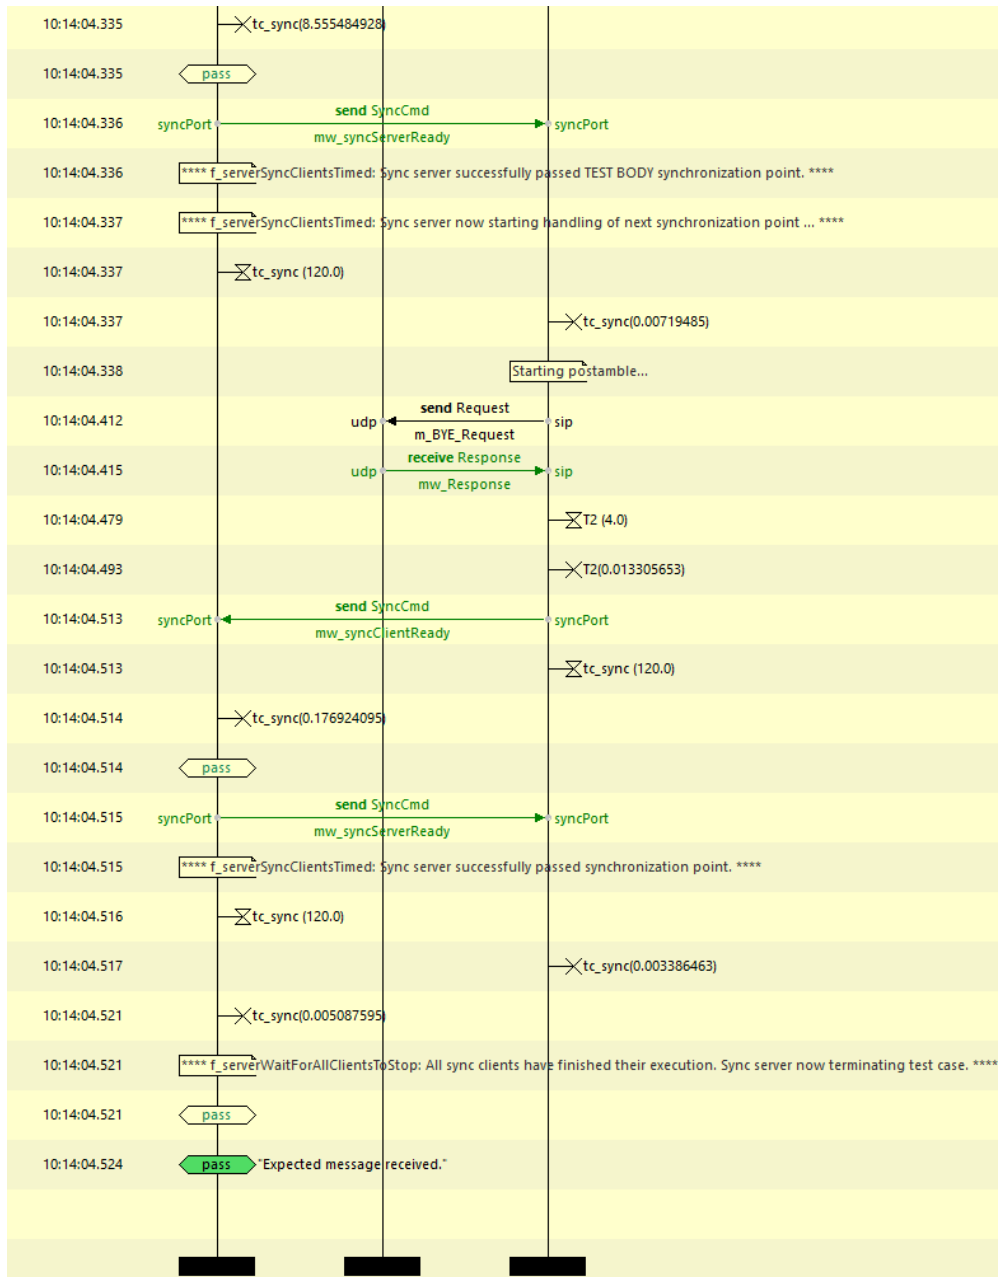 10:14:04.335 tc_sync(8.555484928)
10:14:04.335 pass
send SyncCmd
10:14:04.336 syncPort syncPort
mw_syncServerReady
10:14:04.336 **** f_serverSyncClientsTimed: Sync server successfully passed TEST BODY synchronization point. ****
10:14:04.337 **** f_serverSyncClientsTimed: Sync server now starting handling of next synchronization point ... ****
10:14:04.337 tc_sync (120.0)
10:14:04.337 tc_sync(0.00719485)
10:14:04.338 Starting postamble...
send Request
10:14:04.412 udp sip
m_BYE_Request
receive Response
10:14:04.415 udp sip
mw_Response
10:14:04.479 T2 (4.0)
10:14:04.493 T2(0.013305653)
send SyncCmd
10:14:04.513 syncPort syncPort
mw_syncClientReady
10:14:04.513 tc_sync (120.0)
10:14:04.514 tc_sync(0.176924095)
10:14:04.514 pass
send SyncCmd
10:14:04.515 syncPort syncPort
mw_syncServerReady
10:14:04.515 **** f_serverSyncClientsTimed: Sync server successfully passed synchronization point. ****
10:14:04.516 tc_sync (120.0)
10:14:04.517 tc_sync(0.003386463)
10:14:04.521 tc_sync(0.005087595)
10:14:04.521 **** f_serverWaitForAllClientsToStop: All sync clients have finished their execution. Sync server now terminating test case. ****
10:14:04.521 pass
10:14:04.524 pass "Expected message received."